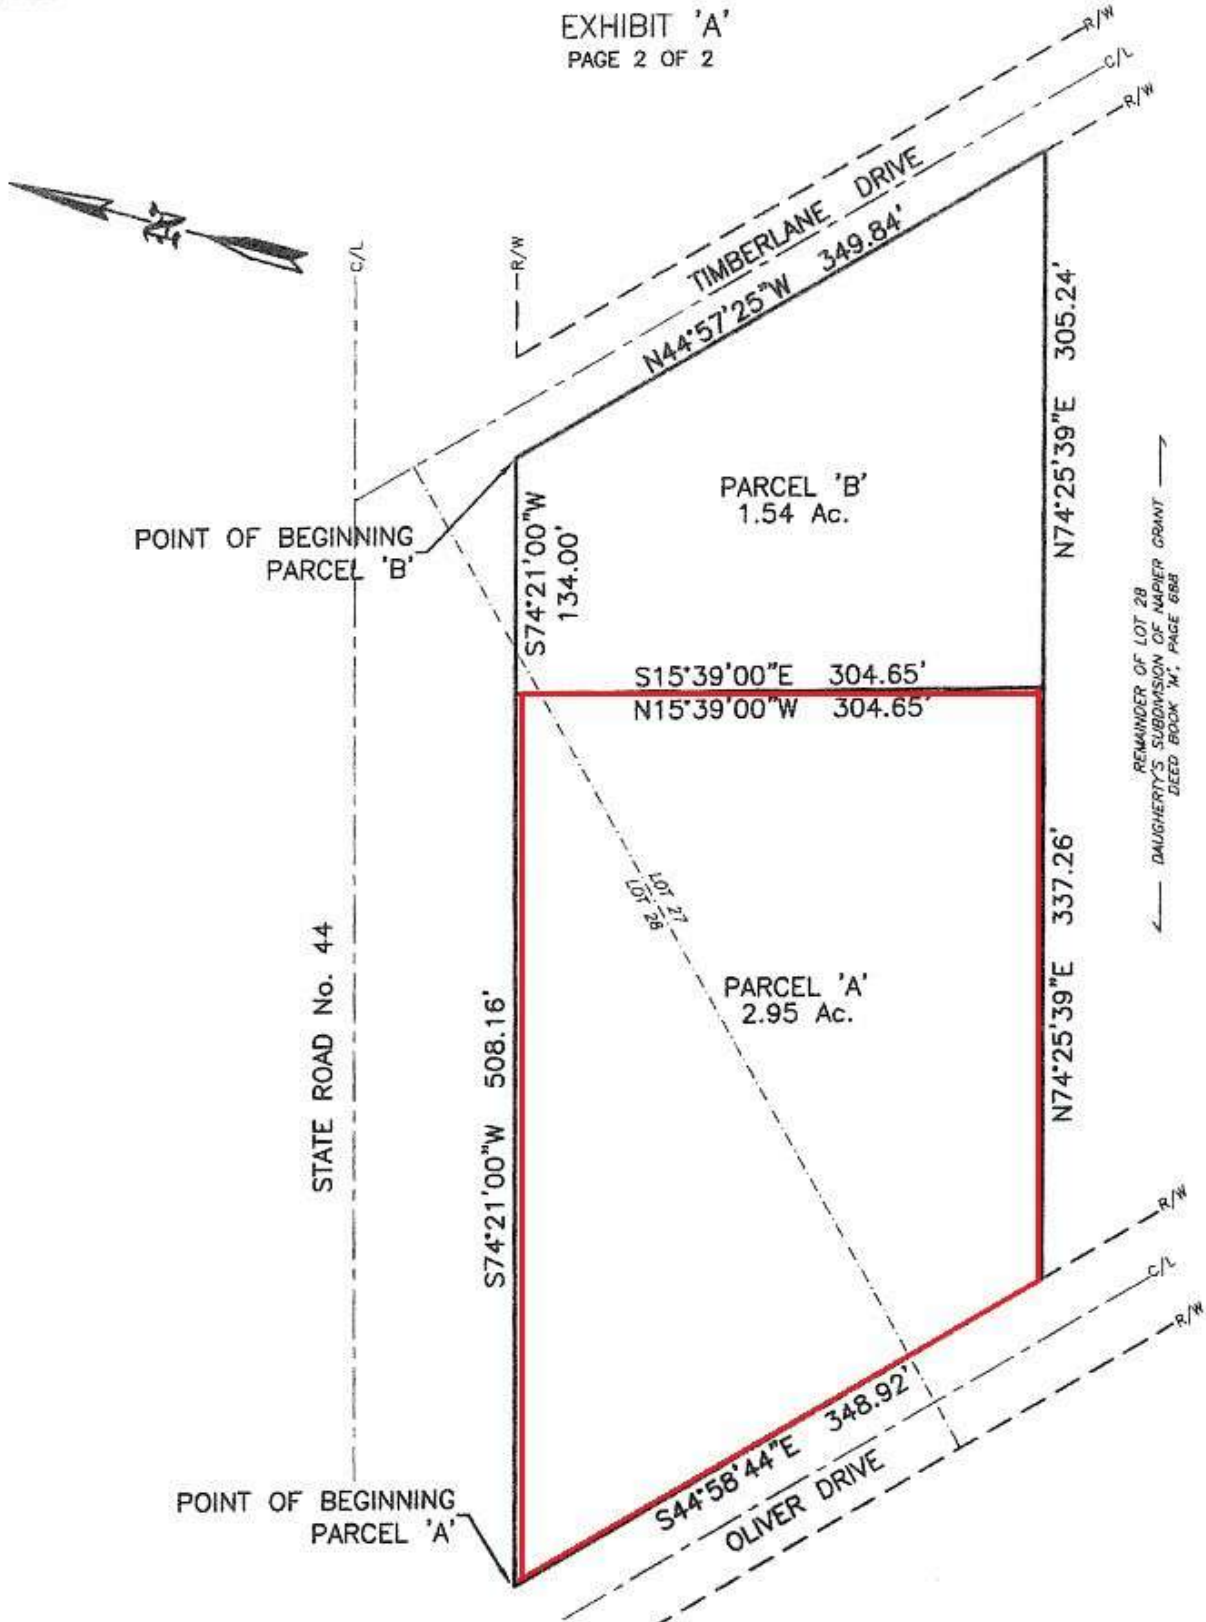 EXHIBIT 'A'
PAGE 2 OF 2
R/W
C/L
R/W
N
C/L
R/W
TIMBERLANE DRIVE
N44°57'25"W 349.84'
N74°25'39"E 305.24'
PARCEL 'B'
1.54 Ac.
POINT OF BEGINNING
PARCEL 'B'
S74°21'00"W
134.00'
S15°39'00"E 304.65'
N15°39'00"W 304.65'
REMAINDER OF LOT 28
DAUGHERTY'S SUBDIVISION OF NAPIER GRANT
DEED BOOK 'M', PAGE 688
LOT 27
LOT 28
STATE ROAD No. 44
S74°21'00"W 508.16'
PARCEL 'A'
2.95 Ac.
N74°25'39"E 337.26'
R/W
C/L
R/W
S44°58'44"E 348.92'
OLIVER DRIVE
POINT OF BEGINNING
PARCEL 'A'